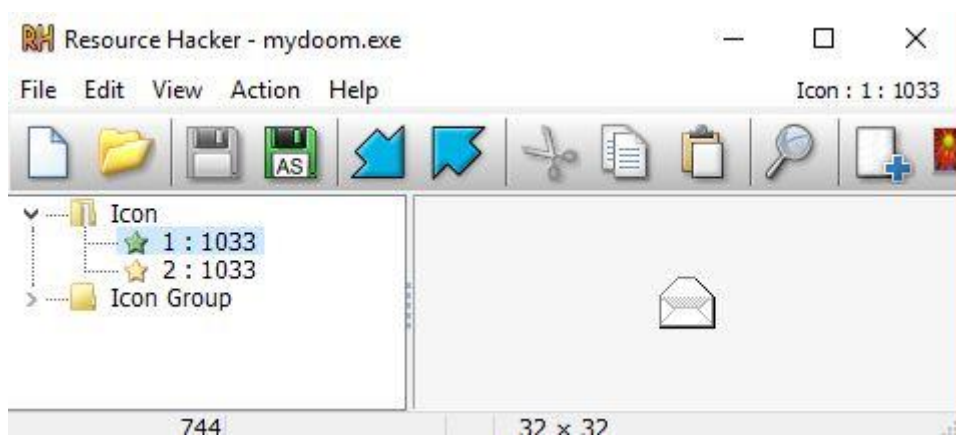 RH Resource Hacker - mydoom.exe
File Edit View Action Help Icon : 1 : 1033
AS
Icon
1 : 1033
2 : 1033
Icon Group
744 32 × 32